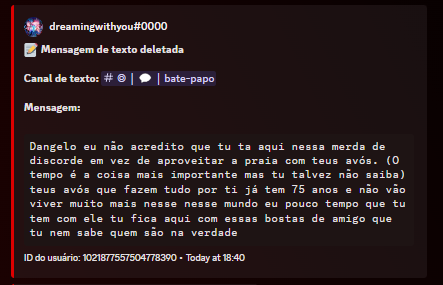 dreamingwithyou#0000
📝 Mensagem de texto deletada
Canal de texto: # @ | 💬 | bate-papo
Mensagem:
Dangelo eu não acredito que tu ta aqui nessa merda de
discorde em vez de aproveitar a praia com teus avós. (O
tempo é a coisa mais importante mas tu talvez não saiba)
teus avós que fazem tudo por ti já tem 75 anos e não vão
viver muito mais nesse nesse mundo eu pouco tempo que tu
tem com ele tu fica aqui com essas bostas de amigo que
tu nem sabe quem são na verdade
ID do usuário: 1021877557504778390 • Today at 18:40